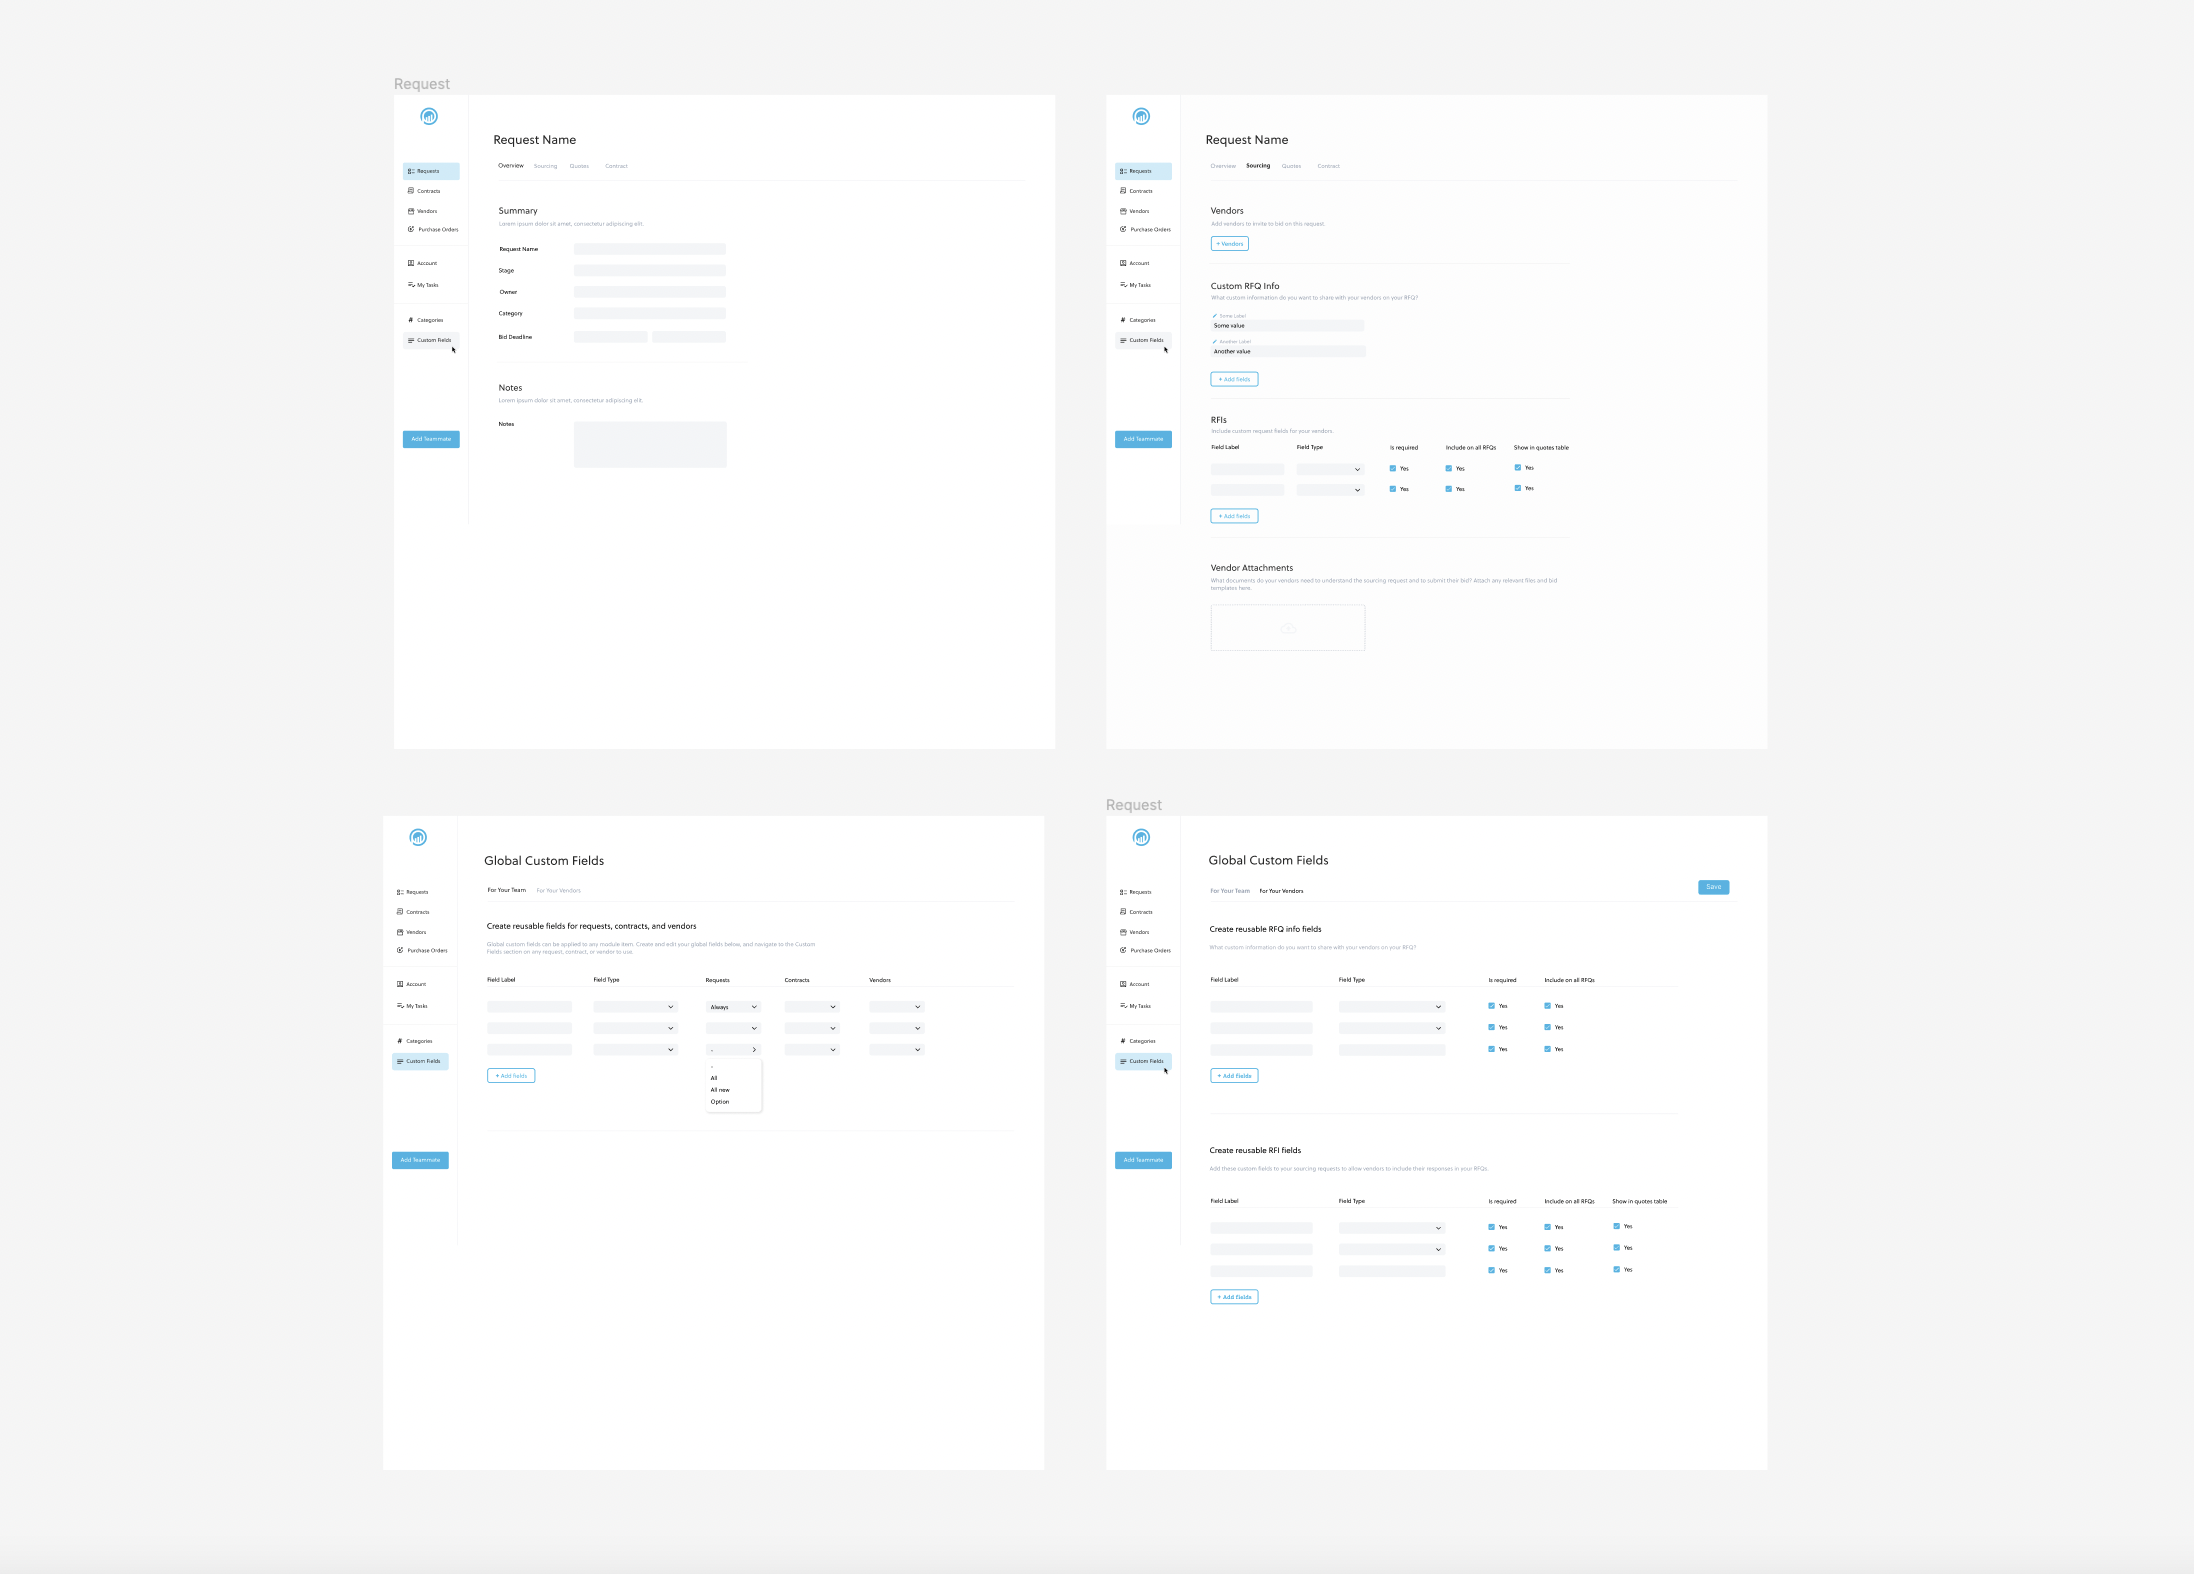 Request
Request Name
Overview Sourcing Quotes Contract
Requests
Contracts
Vendors
Purchase Orders
Account
My Tasks
# Categories
Custom Fields
Add Teammate
Summary
Lorem ipsum dolor sit amet, consectetur adipiscing elit.
Request Name
Stage
Owner
Category
Bid Deadline
Notes
Lorem ipsum dolor sit amet, consectetur adipiscing elit.
Notes
Request Name
Overview Sourcing Quotes Contract
Requests
Contracts
Vendors
Purchase Orders
Account
My Tasks
# Categories
Custom Fields
Add Teammate
Vendors
Add vendors to invite to bid on this request.
+ Vendors
Custom RFQ Info
What custom information do you want to share with your vendors on your RFQ?
Some Label
Some value
Another Label
Another value
+ Add fields
RFIs
Include custom request fields for your vendors.
Field Label Field Type Is required Include on all RFQs Show in quotes table
Yes Yes Yes
Yes Yes Yes
+ Add fields
Vendor Attachments
What documents do your vendors need to understand the sourcing request and to submit their bid? Attach any relevant files and bid
templates here.
Global Custom Fields
For Your Team For Your Vendors
Requests
Contracts
Vendors
Purchase Orders
Account
My Tasks
# Categories
Custom Fields
Add Teammate
Create reusable fields for requests, contracts, and vendors
Global custom fields can be applied to any module item. Create and edit your global fields below, and navigate to the Custom
Fields section on any request, contract, or vendor to use.
Field Label Field Type Requests Contracts Vendors
Always
-
-
All
All new
Option
+ Add fields
Request
Global Custom Fields
For Your Team For Your Vendors
Save
Requests
Contracts
Vendors
Purchase Orders
Account
My Tasks
# Categories
Custom Fields
Add Teammate
Create reusable RFQ info fields
What custom information do you want to share with your vendors on your RFQ?
Field Label Field Type Is required Include on all RFQs
Yes Yes
Yes Yes
Yes Yes
+ Add fields
Create reusable RFI fields
Add these custom fields to your sourcing requests to allow vendors to include their responses in your RFQs.
Field Label Field Type Is required Include on all RFQs Show in quotes table
Yes Yes Yes
Yes Yes Yes
Yes Yes Yes
+ Add fields